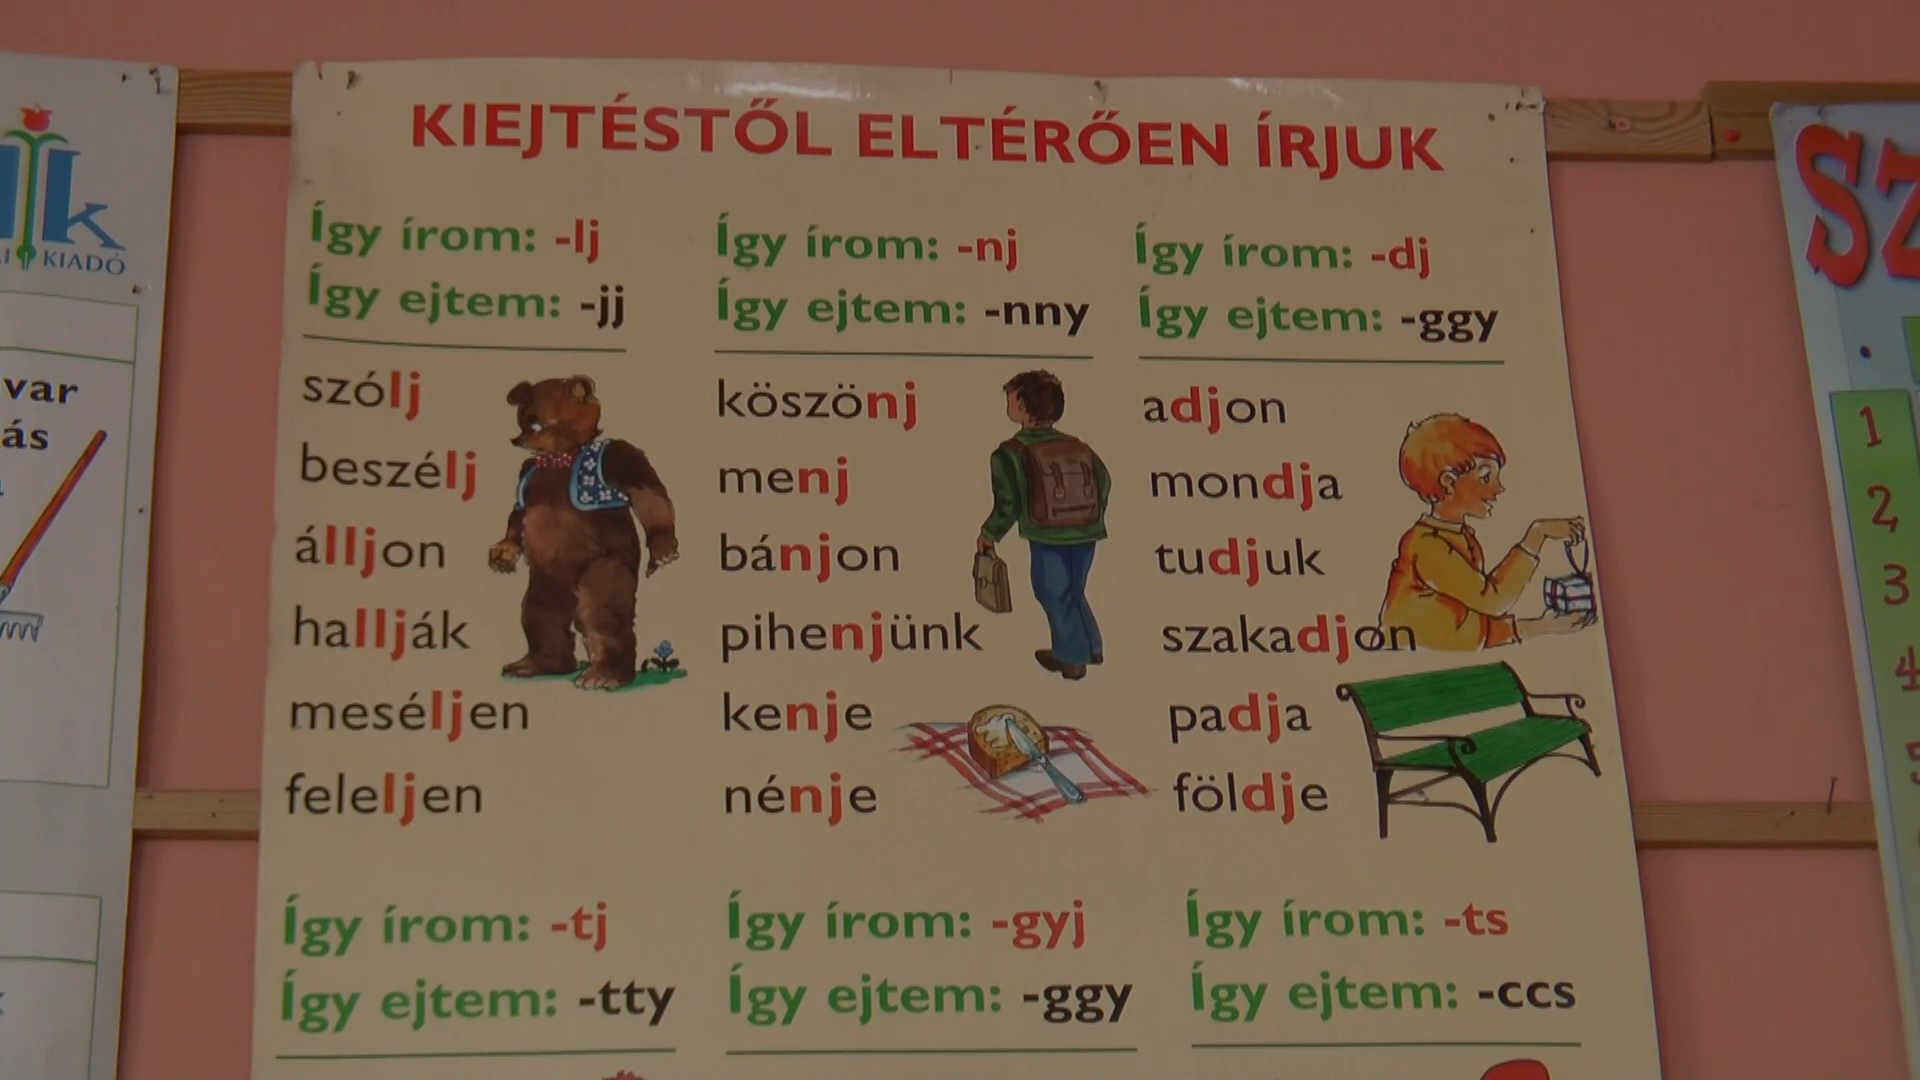 KIEJTÉSTŐL ELTÉRŐEN ÍRJUK
Így írom: -lj
Így ejtem: -jj
szólj
beszélj
álljon
hallják
meséljen
feleljen
Így írom: -nj
Így ejtem: -nny
köszönj
menj
bánjon
pihenjünk
kenje
nénje
Így írom: -dj
Így ejtem: -ggy
adjon
mondja
tudjuk
szakadjon
padja
földje
Így írom: -tj
Így ejtem: -tty
Így írom: -gyj
Így ejtem: -ggy
Így írom: -ts
Így ejtem: -ccs
KIADÓ
var
ás
SZ
1
2
3
4